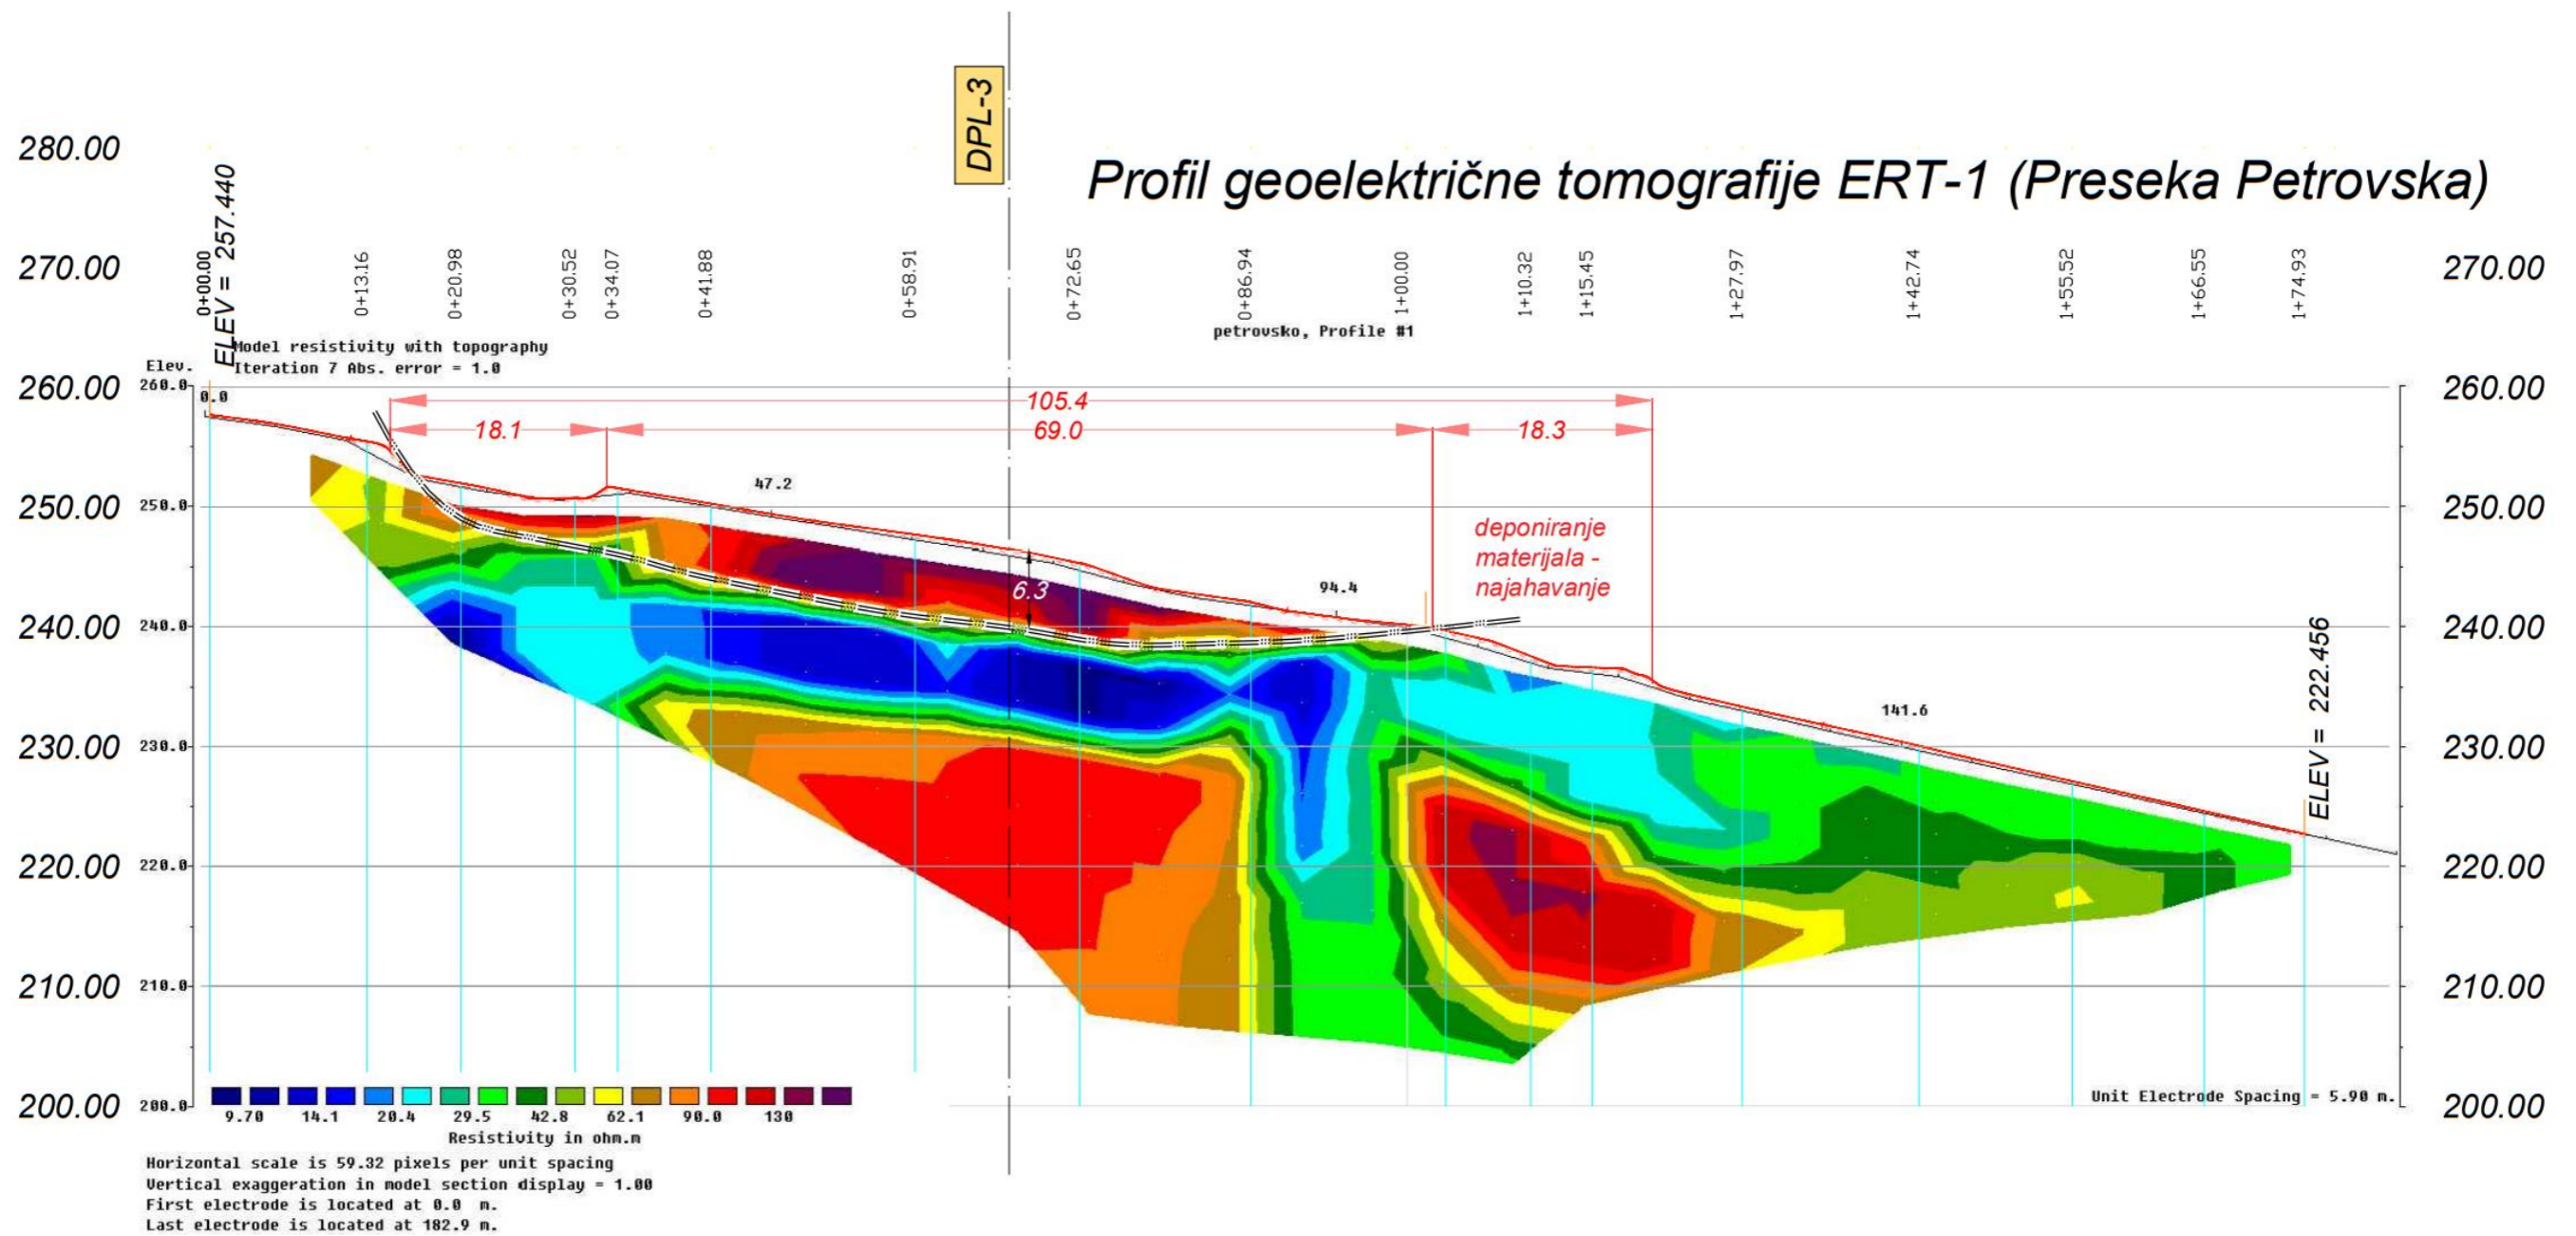 DPL-3
280.00
Profil geoelektrične tomografije ERT-1 (Preseka Petrovska)
270.00
270.00
0+00.00
ELEV = 257.440
0+13.16
0+20.98
0+30.52
0+34.07
0+41.88
0+58.91
0+72.65
0+86.94
1+00.00
1+10.32
1+15.45
1+27.97
1+42.74
1+55.52
1+66.55
1+74.93
petrovsko, Profile #1
Model resistivity with topography
Elev.
Iteration 7 Abs. error = 1.0
260.00
260.0
260.00
0.0
105.4
18.1
69.0
18.3
47.2
250.00
250.0
250.00
deponiranje
materijala -
najahavanje
6.3
94.4
240.00
240.0
240.00
ELEV = 222.456
141.6
230.00
230.0
230.00
220.00
220.0
220.00
210.00
210.0
210.00
200.00
200.0
200.00
Unit Electrode Spacing = 5.90 m.
9.70 14.1 20.4 29.5 42.8 62.1 90.0 130
Resistivity in ohm.m
Horizontal scale is 59.32 pixels per unit spacing
Vertical exaggeration in model section display = 1.00
First electrode is located at 0.0 m.
Last electrode is located at 182.9 m.